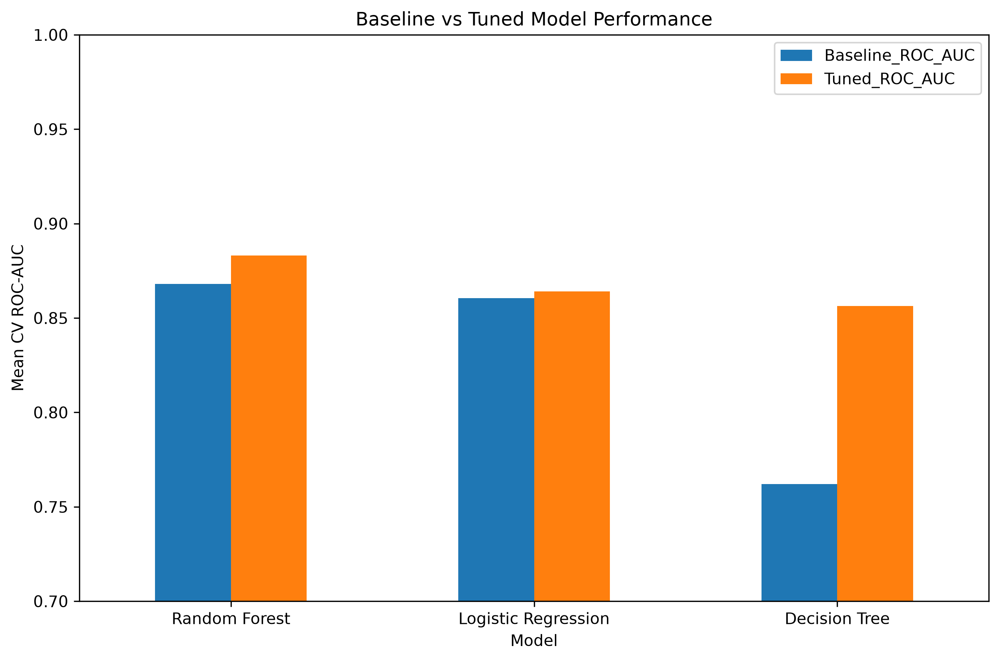 Baseline vs Tuned Model Performance
Baseline_ROC_AUC
Tuned_ROC_AUC
Mean CV ROC-AUC
1.00
0.95
0.90
0.85
0.80
0.75
0.70
Random Forest
Logistic Regression
Decision Tree
Model